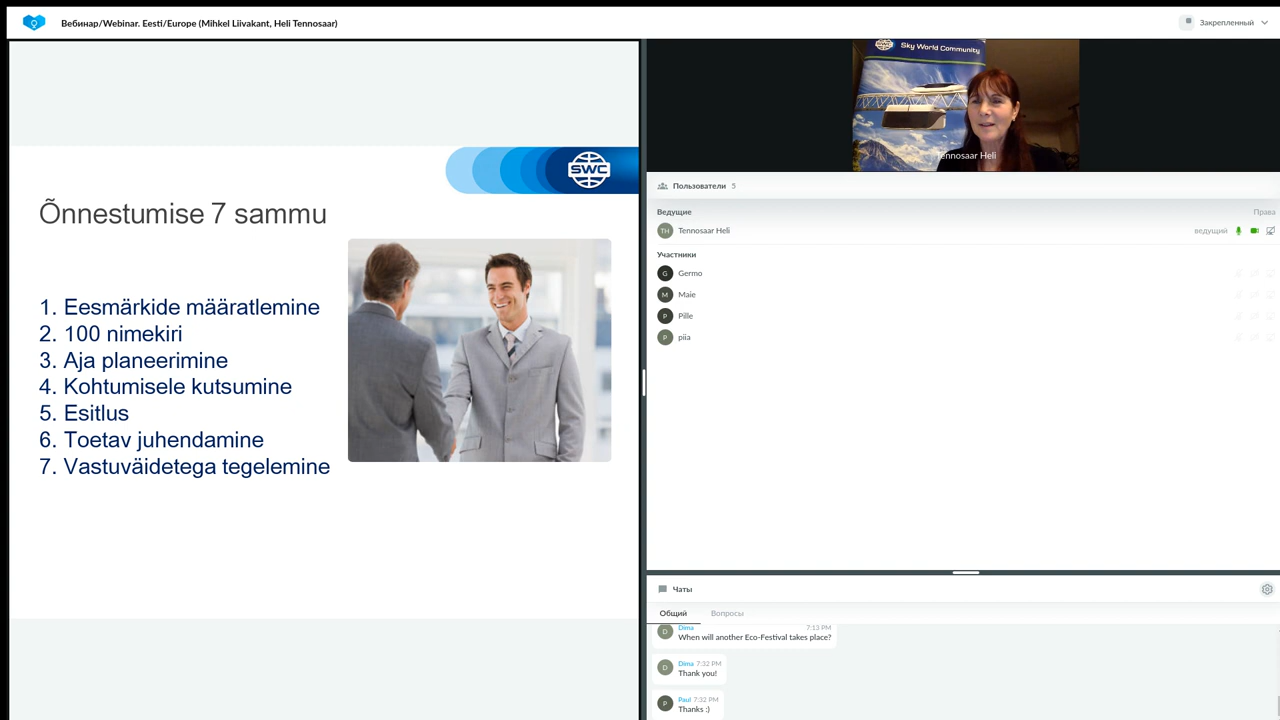 Вебинар/Webinar. Eesti/Europe (Mihkel Liivakant, Heli Tennosaar)
Закрепленный
SWC
Õnnestumise 7 sammu
1. Eesmärkide määratlemine
2. 100 nimekiri
3. Aja planeerimine
4. Kohtumisele kutsumine
5. Esitlus
6. Toetav juhendamine
7. Vastuväidetega tegelemine
SWC
Sky World Community
Tennosaar Heli
Пользователи 5
Ведущие Права
TH Tennosaar Heli ведущий
Участники
G Germo
M Maie
P Pille
P piia
Чаты
Общий Вопросы
D Dima 7:13 PM
When will another Eco-Festival takes place?
D Dima 7:32 PM
Thank you!
P Paul 7:32 PM
Thanks :)